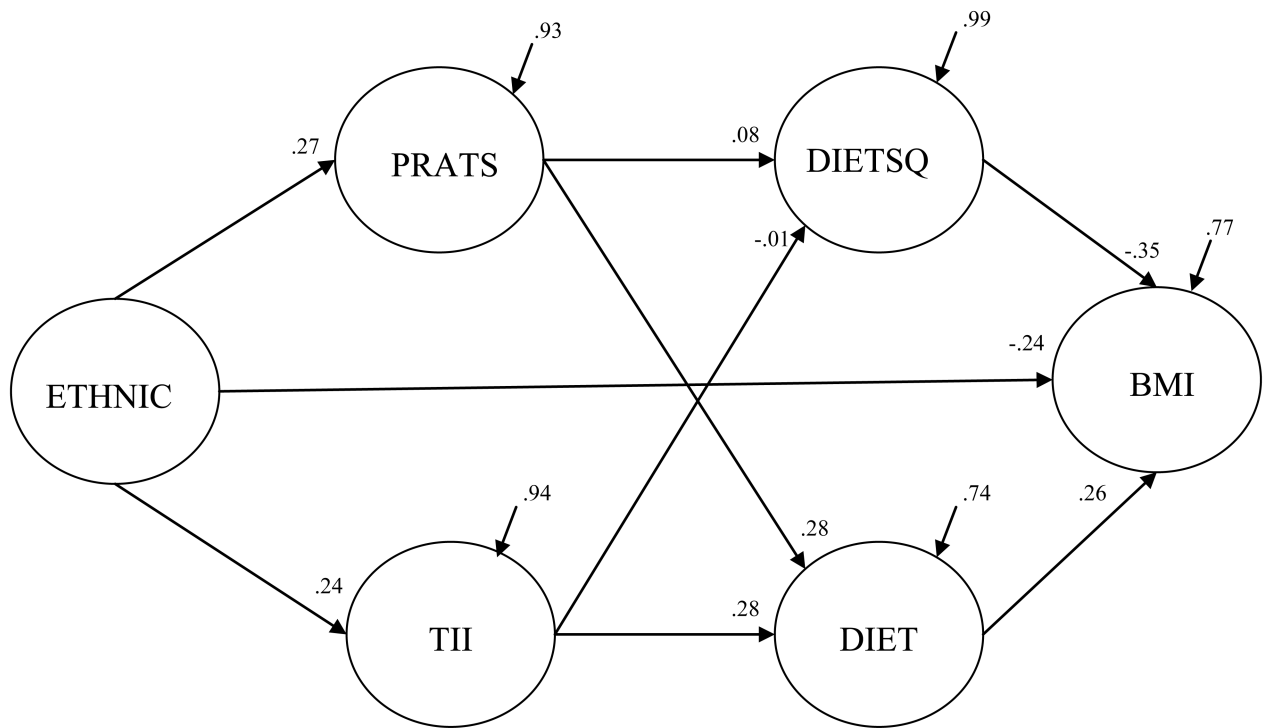 .99
.93
.27
.08
PRATS
DIETSQ
-.01
.77
-.35
-.24
ETHNIC
BMI
.94
.74
.26
.28
.24
.28
TII
DIET